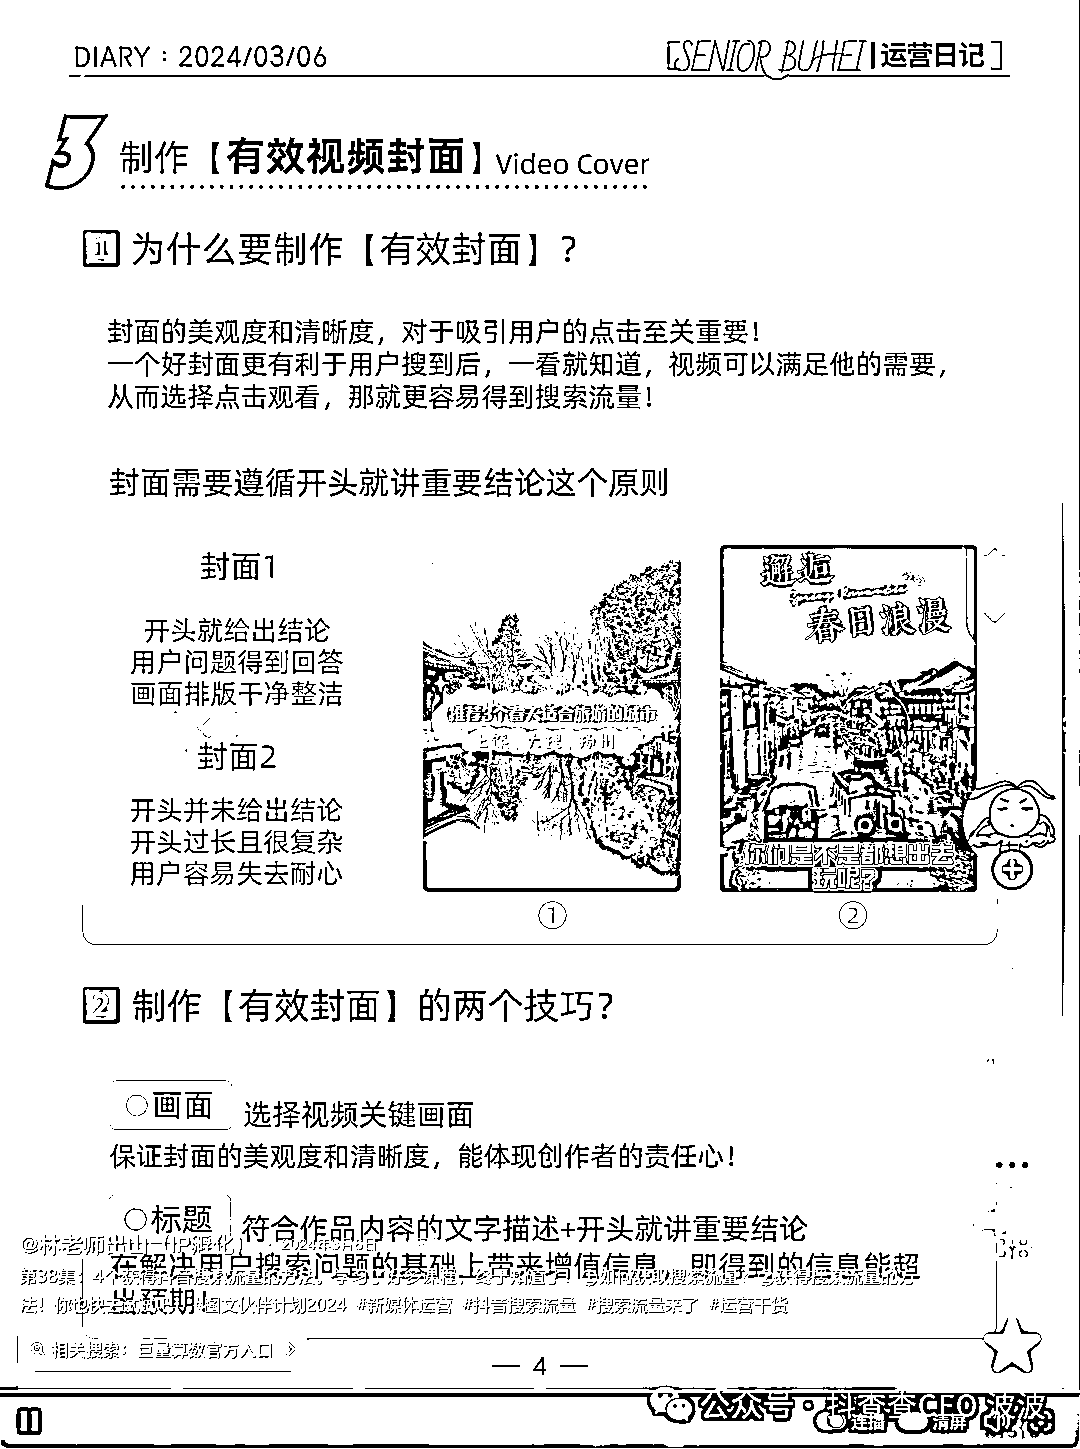 DIARY：2024/03/06
[SENIOR BUHEI | 运营日记]
3 制作【有效视频封面】Video Cover
1 为什么要制作【有效封面】？
封面的美观度和清晰度，对于吸引用户的点击至关重要！
一个好封面更有利于用户搜到后，一看就知道，视频可以满足他的需要，
从而选择点击观看，那就更容易得到搜索流量！
封面需要遵循开头就讲重要结论这个原则
封面1
开头就给出结论
用户问题得到回答
画面排版干净整洁
封面2
开头并未给出结论
开头过长且很复杂
用户容易失去耐心
推荐3个春天适合旅游的城市
大理
①
邂逅
春日浪漫
你们是不是都想出去
玩呢？
②
2 制作【有效封面】的两个技巧？
○画面 选择视频关键画面
保证封面的美观度和清晰度，能体现创作者的责任心！
○标题 符合作品内容的文字描述+开头就讲重要结论
在解决用户搜索问题的基础上带来增值信息，即得到的信息能超
出预期！
@林老师出山（IP孵化）
第38集：4个获得抖音搜索流量的方法。
#图文伙伴计划2024 #新媒体运营 #抖音搜索流量 #搜索流量来了 #运营干货
相关搜索：巨量算数官方入口
— 4 —
公众号·抖查查CEO 波波
连播 清屏